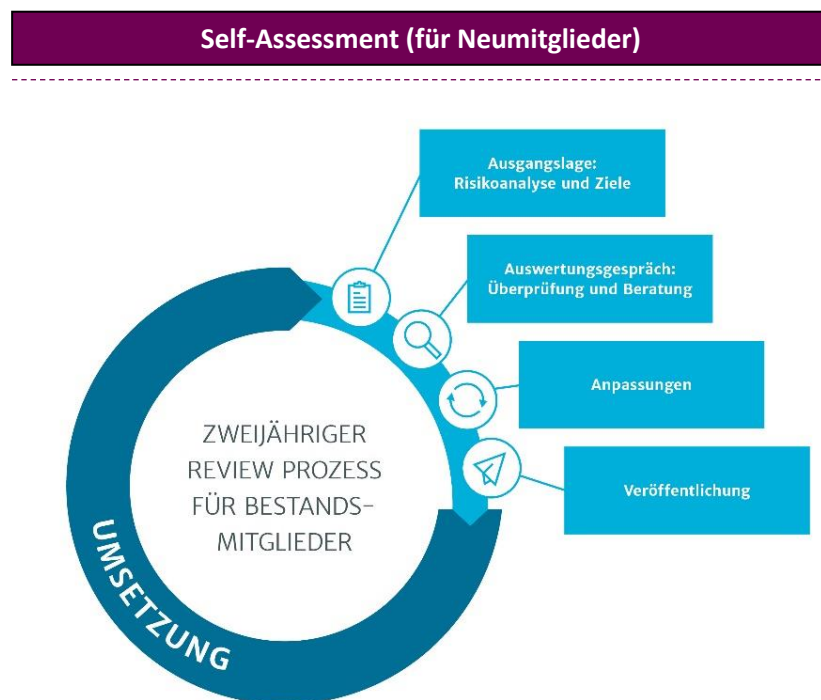 Self-Assessment (für Neumitglieder)
Ausgangslage:
Risikoanalyse und Ziele
Auswertungsgespräch:
Überprüfung und Beratung
Anpassungen
Veröffentlichung
ZWEIJÄHRIGER
REVIEW PROZESS
FÜR BESTANDS-
MITGLIEDER
UMSETZUNG